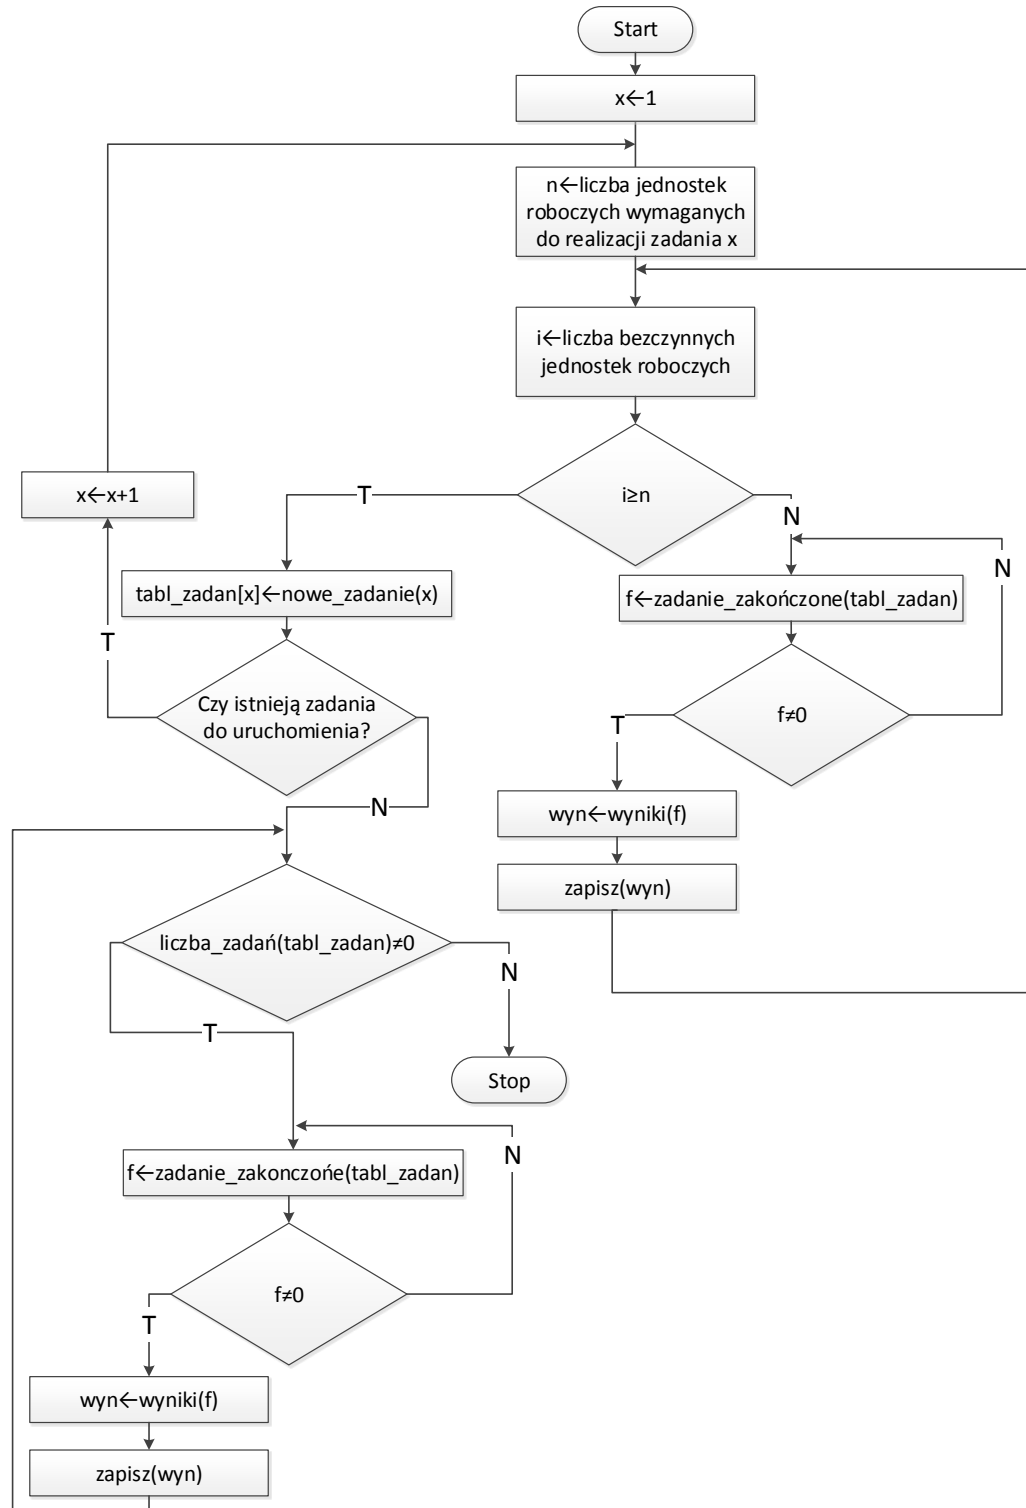 Start
x←1
n←liczba jednostek
roboczych wymaganych
do realizacji zadania x
i←liczba bezczynnych
jednostek roboczych
x←x+1
T
i≥n
N
N
tabl_zadan[x]←nowe_zadanie(x)
f←zadanie_zakończone(tabl_zadan)
T
Czy istnieją zadania
do uruchomienia?
f≠0
T
N
wyn←wyniki(f)
zapisz(wyn)
liczba_zadań(tabl_zadan)≠0
N
T
Stop
N
f←zadanie_zakonczońe(tabl_zadan)
f≠0
T
wyn←wyniki(f)
zapisz(wyn)